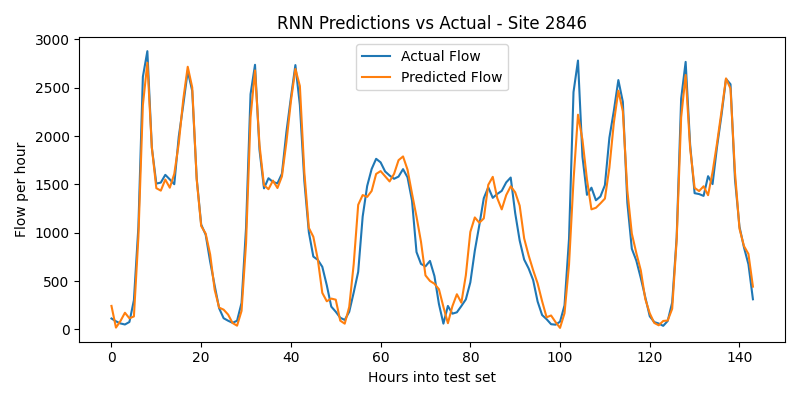 RNN Predictions vs Actual - Site 2846
Actual Flow
Predicted Flow
Flow per hour
3000
2500
2000
1500
1000
500
0
0 20 40 60 80 100 120 140
Hours into test set